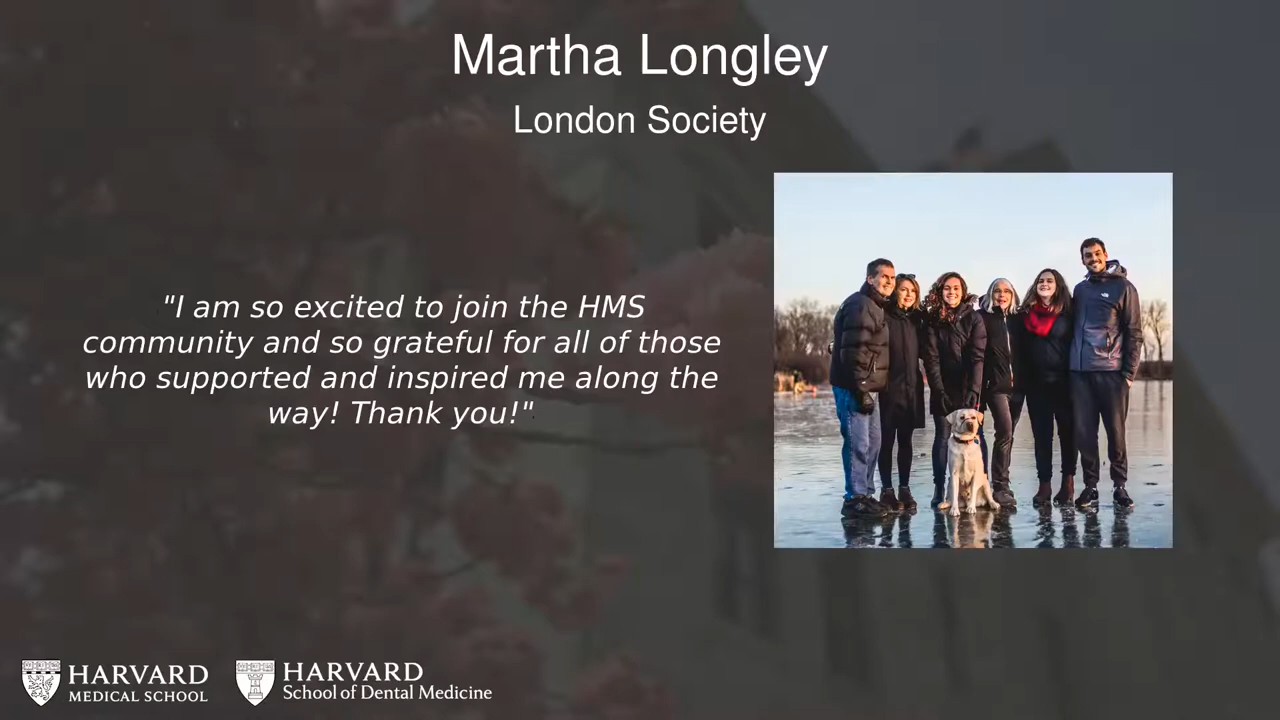 Martha Longley
London Society
"I am so excited to join the HMS
community and so grateful for all of those
who supported and inspired me along the
way! Thank you!"
HARVARD
MEDICAL SCHOOL
HARVARD
School of Dental Medicine